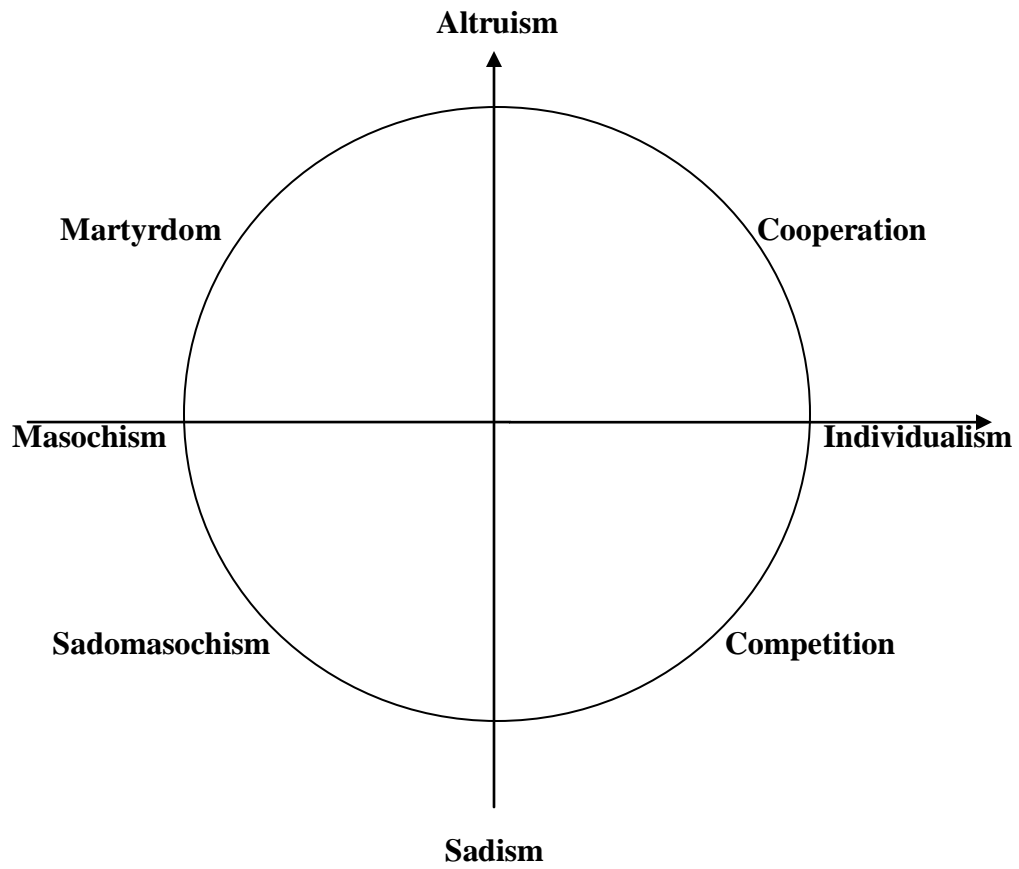 Altruism
Martyrdom
Cooperation
Masochism
Individualism
Sadomasochism
Competition
Sadism